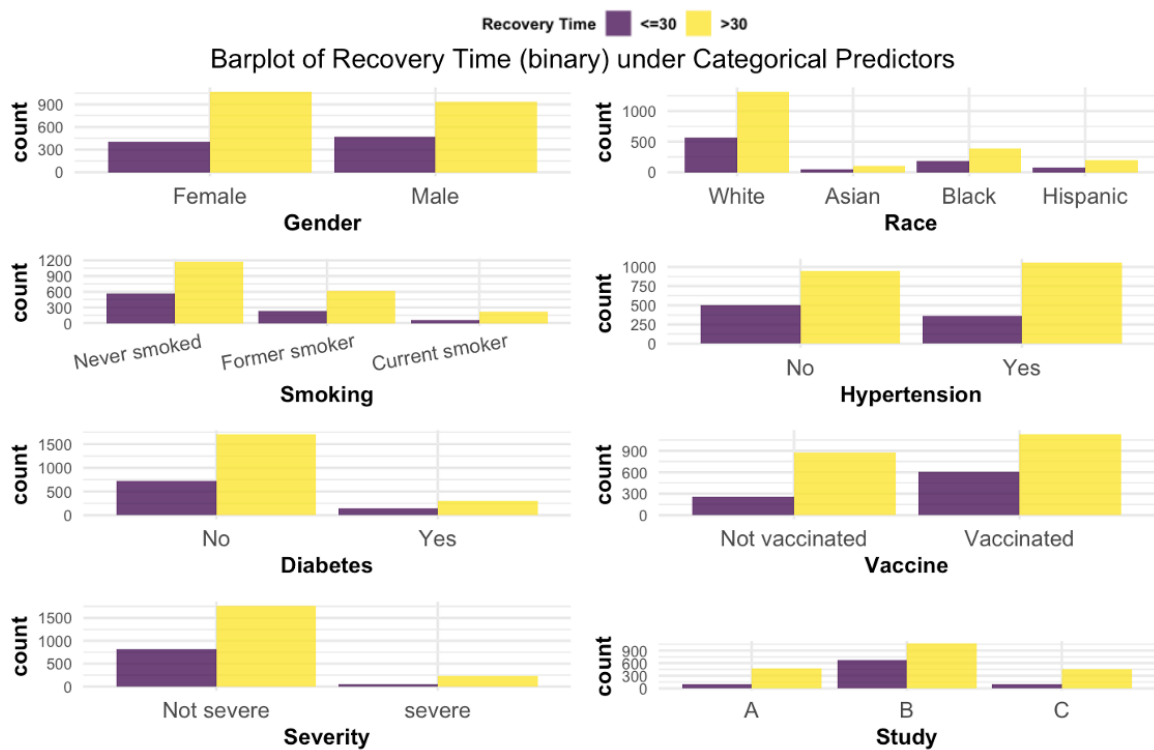 Recovery Time <=30 >30
Barplot of Recovery Time (binary) under Categorical Predictors
count
900
600
300
0
Female Male
Gender
count
1000
500
0
White Asian Black Hispanic
Race
count
1200
900
600
300
0
Never smoked Former smoker Current smoker
Smoking
count
1000
750
500
250
0
No Yes
Hypertension
count
1500
1000
500
0
No Yes
Diabetes
count
900
600
300
0
Not vaccinated Vaccinated
Vaccine
count
1500
1000
500
0
Not severe severe
Severity
count
900
600
300
0
A B C
Study